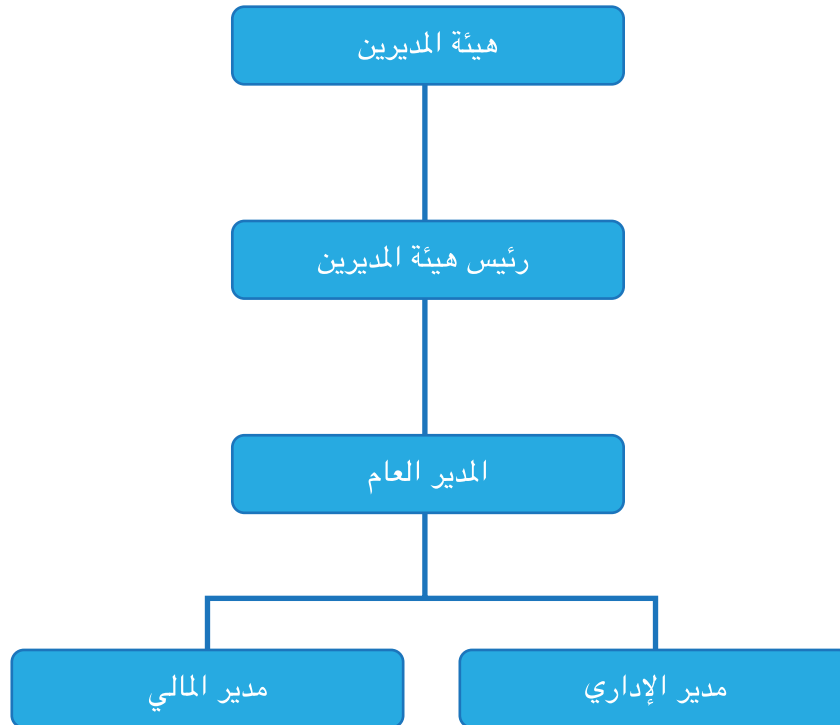 هيئة المديرين
رئيس هيئة المديرين
المدير العام
مدير الإداري
مدير المالي